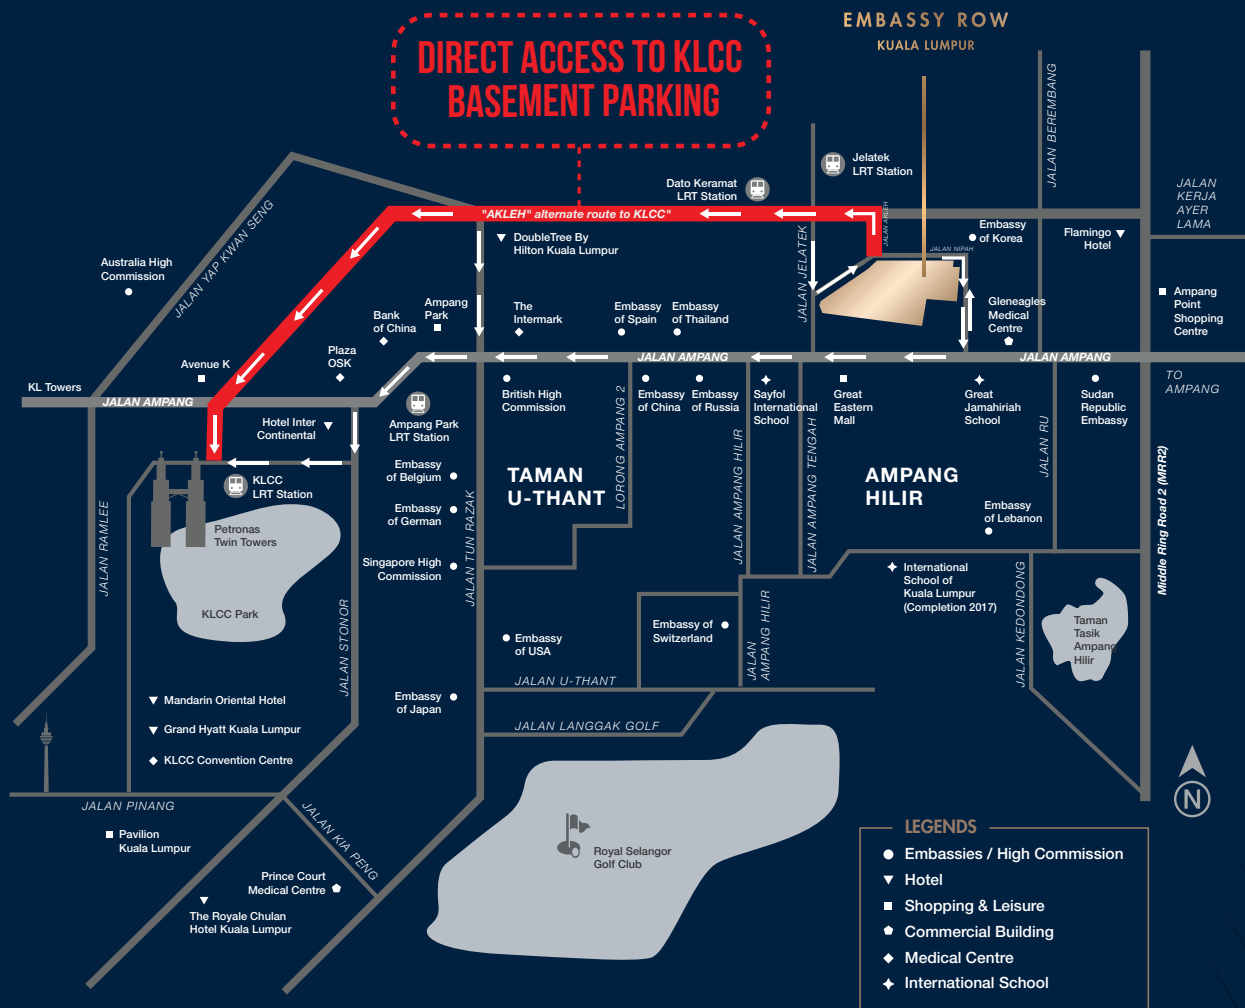 EMBASSY ROW
KUALA LUMPUR
DIRECT ACCESS TO KLCC
BASEMENT PARKING
JALAN BEREMBANG
Jelatek
LRT Station
Dato Keramat
LRT Station
JALAN
KERJA
AYER
LAMA
"AKLEH" alternate route to KLCC"
JALAN AKLEH
JALAN YAP KWAN SENG
DoubleTree By
Hilton Kuala Lumpur
JALAN JELATEK
Embassy
of Korea
JALAN NIPAH
Flamingo
Hotel
Australia High
Commission
Ampang
Park
Bank
of China
The
Intermark
Embassy
of Spain
Embassy
of Thailand
Gleneagles
Medical
Centre
Ampang
Point
Shopping
Centre
Plaza
OSK
Avenue K
JALAN AMPANG
JALAN AMPANG
KL Towers
JALAN AMPANG
TO
AMPANG
British High
Commission
LORONG AMPANG 2
Embassy
of China
Embassy
of Russia
Sayfol
International
School
Great
Eastern
Mall
Great
Jamahiriah
School
Sudan
Republic
Embassy
Hotel Inter
Continental
Ampang Park
LRT Station
JALAN AMPANG HILIR
JALAN AMPANG TENGAH
JALAN RU
Middle Ring Road 2 (MRR2)
Embassy
of Belgium
TAMAN
U-THANT
AMPANG
HILIR
KLCC
LRT Station
JALAN RAMLEE
Embassy
of German
JALAN TUN RAZAK
Embassy
of Lebanon
Petronas
Twin Towers
Singapore High
Commission
International
School of
Kuala Lumpur
(Completion 2017)
JALAN KEDONDONG
KLCC Park
JALAN STONOR
Embassy of
Switzerland
JALAN
AMPANG HILIR
Taman
Tasik
Ampang
Hilir
Embassy
of USA
JALAN U-THANT
Embassy
of Japan
Mandarin Oriental Hotel
Grand Hyatt Kuala Lumpur
KLCC Convention Centre
JALAN LANGGAK GOLF
JALAN PINANG
JALAN KIA PENG
Pavilion
Kuala Lumpur
Prince Court
Medical Centre
The Royale Chulan
Hotel Kuala Lumpur
Royal Selangor
Golf Club
N
LEGENDS
Embassies / High Commission
Hotel
Shopping & Leisure
Commercial Building
Medical Centre
International School